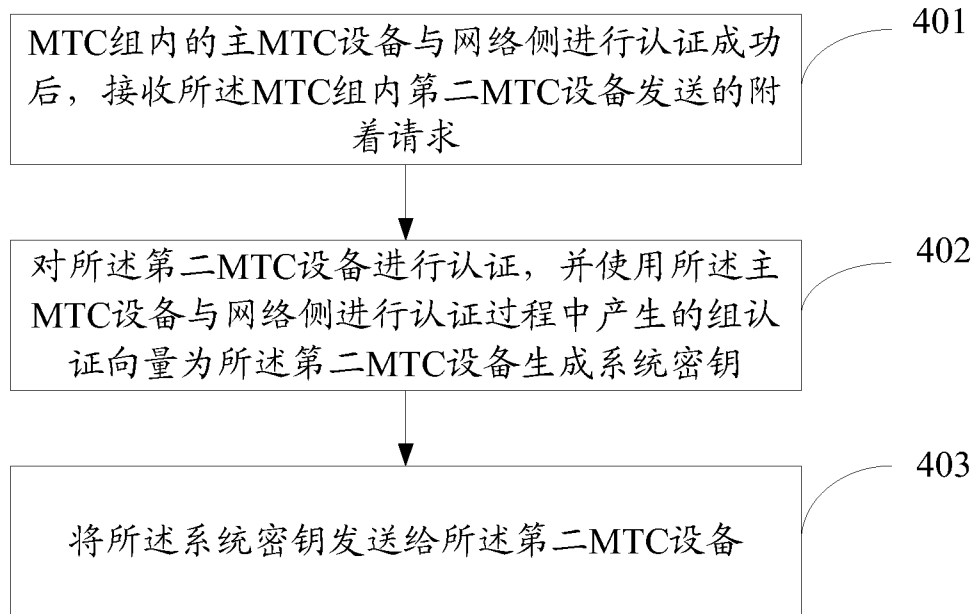 MTC组内的主MTC设备与网络侧进行认证成功
后，接收所述MTC组内第二MTC设备发送的附
着请求
401
对所述第二MTC设备进行认证，并使用所述主
MTC设备与网络侧进行认证过程中产生的组认
证向量为所述第二MTC设备生成系统密钥
402
将所述系统密钥发送给所述第二MTC设备
403